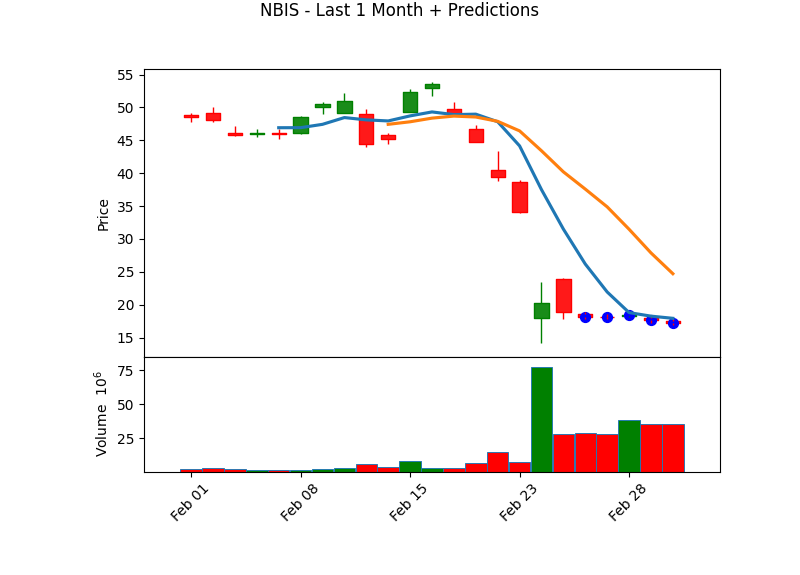 NBIS - Last 1 Month + Predictions
55
50
45
40
35
30
25
20
15
Price
75
50
25
Volume 10^6
Feb 01
Feb 08
Feb 15
Feb 23
Feb 28